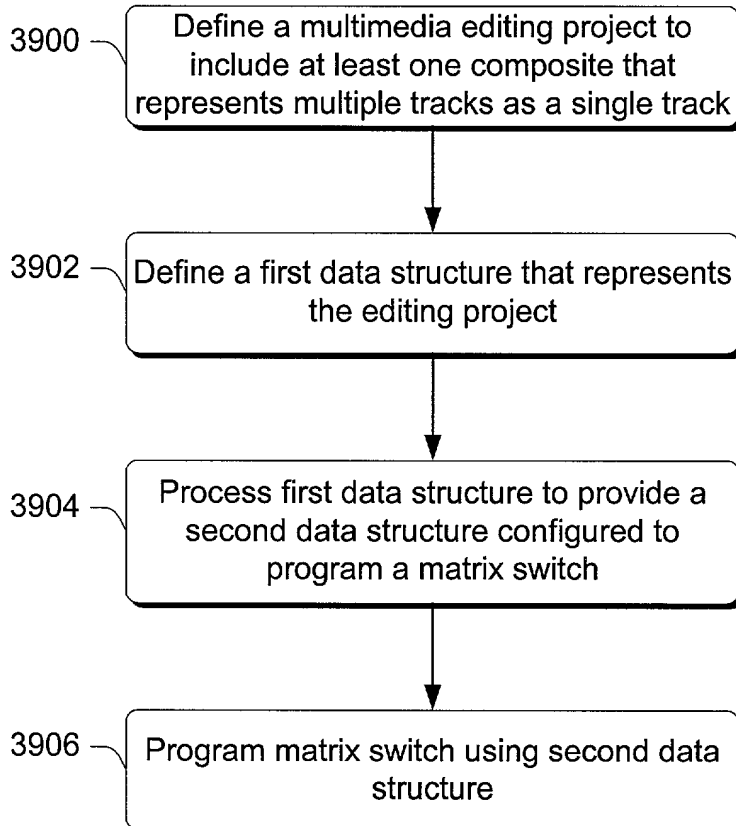 3900
Define a multimedia editing project to
include at least one composite that
represents multiple tracks as a single track
3902
Define a first data structure that represents
the editing project
3904
Process first data structure to provide a
second data structure configured to
program a matrix switch
3906
Program matrix switch using second data
structure